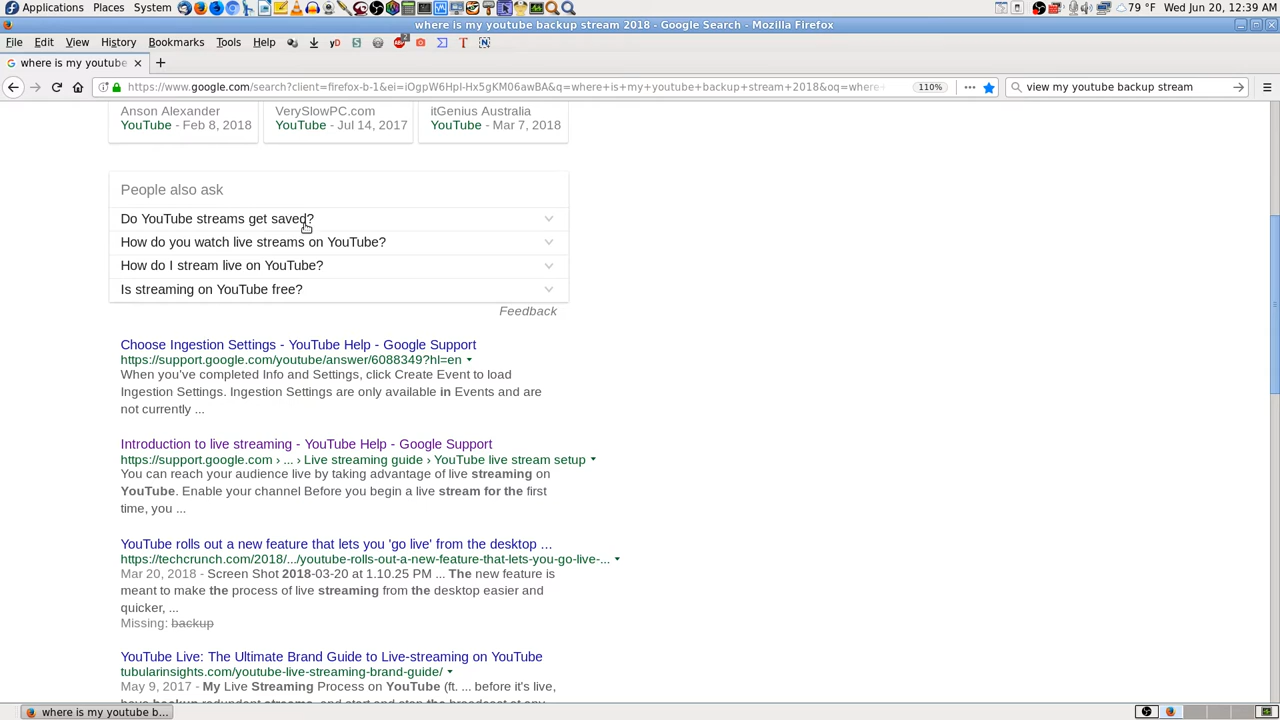 Applications Places System 79 °F Wed Jun 20, 12:39 AM
where is my youtube backup stream 2018 - Google Search - Mozilla Firefox
File Edit View History Bookmarks Tools Help
where is my youtube
https://www.google.com/search?client=firefox-b-1&ei=iOgpW6HpI-Hx5gKM06awBA&q=where+is+my+youtube+backup+stream+2018&oq=where+ 110% view my youtube backup stream
Anson Alexander VerySlowPC.com itGenius Australia
YouTube - Feb 8, 2018 YouTube - Jul 14, 2017 YouTube - Mar 7, 2018
People also ask
Do YouTube streams get saved?
How do you watch live streams on YouTube?
How do I stream live on YouTube?
Is streaming on YouTube free?
Feedback
Choose Ingestion Settings - YouTube Help - Google Support
https://support.google.com/youtube/answer/6088349?hl=en
When you've completed Info and Settings, click Create Event to load
Ingestion Settings. Ingestion Settings are only available in Events and are
not currently ...
Introduction to live streaming - YouTube Help - Google Support
https://support.google.com › ... › Live streaming guide › YouTube live stream setup
You can reach your audience live by taking advantage of live streaming on
YouTube. Enable your channel Before you begin a live stream for the first
time, you ...
YouTube rolls out a new feature that lets you 'go live' from the desktop ...
https://techcrunch.com/2018/.../youtube-rolls-out-a-new-feature-that-lets-you-go-live-...
Mar 20, 2018 - Screen Shot 2018-03-20 at 1.10.25 PM ... The new feature is
meant to make the process of live streaming from the desktop easier and
quicker, ...
Missing: backup
YouTube Live: The Ultimate Brand Guide to Live-streaming on YouTube
tubularinsights.com/youtube-live-streaming-brand-guide/
May 9, 2017 - My Live Streaming Process on YouTube (ft. ... before it's live,
where is my youtube b...